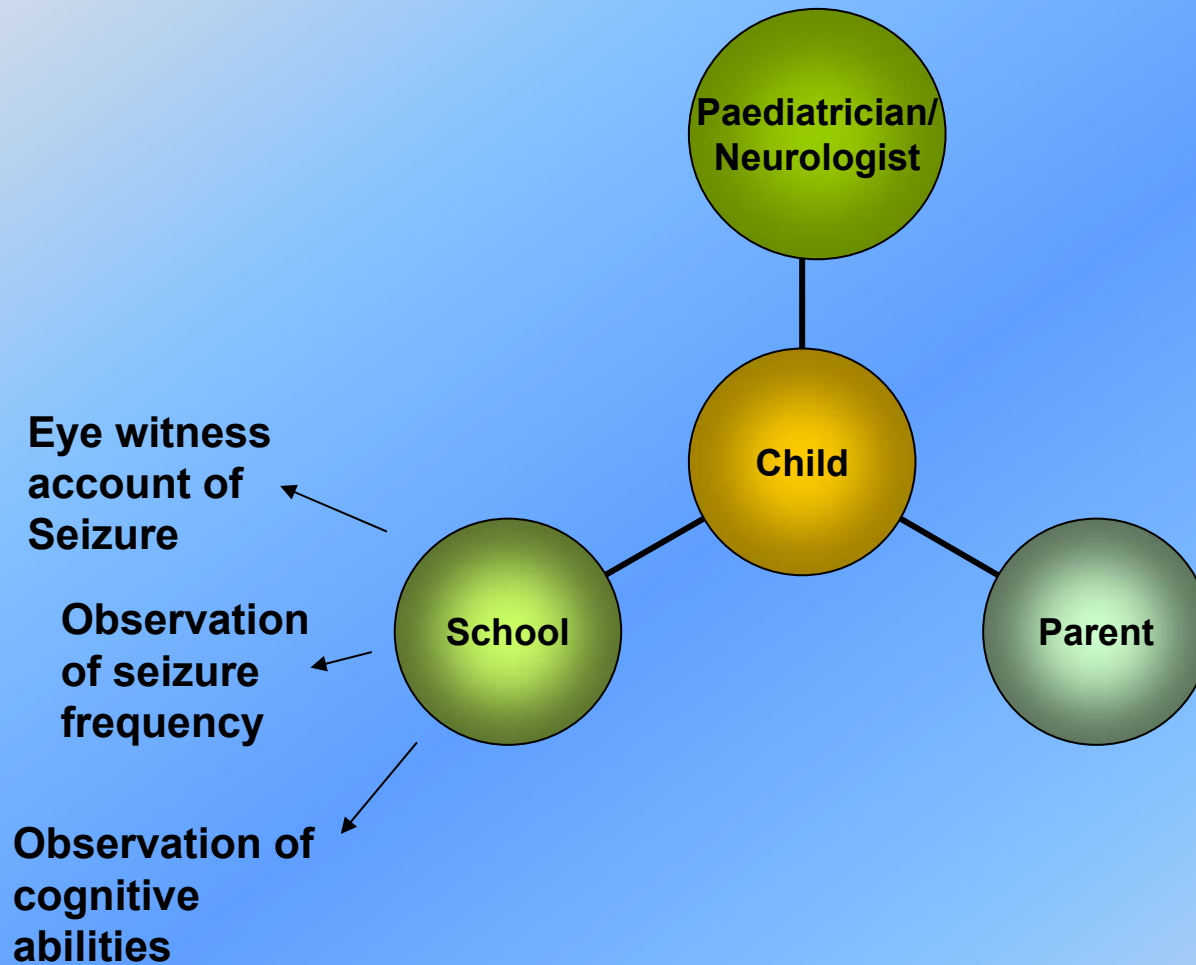 Paediatrician/
Neurologist
Child
Eye witness
account of
Seizure
School
Parent
Observation
of seizure
frequency
Observation of
cognitive
abilities